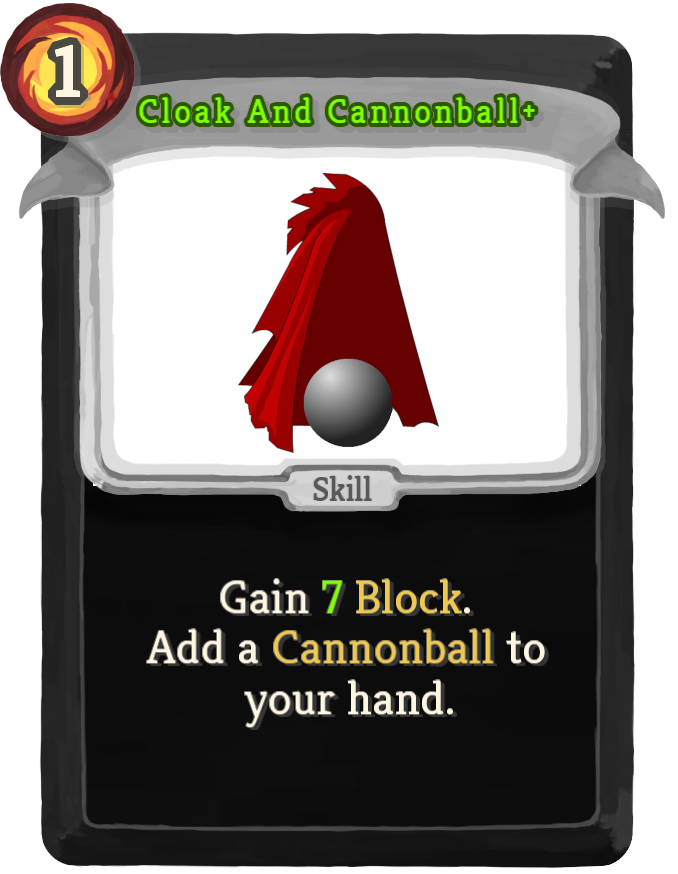 1
Cloak And Cannonball+
Skill
Gain 7 Block.
Add a Cannonball to
your hand.